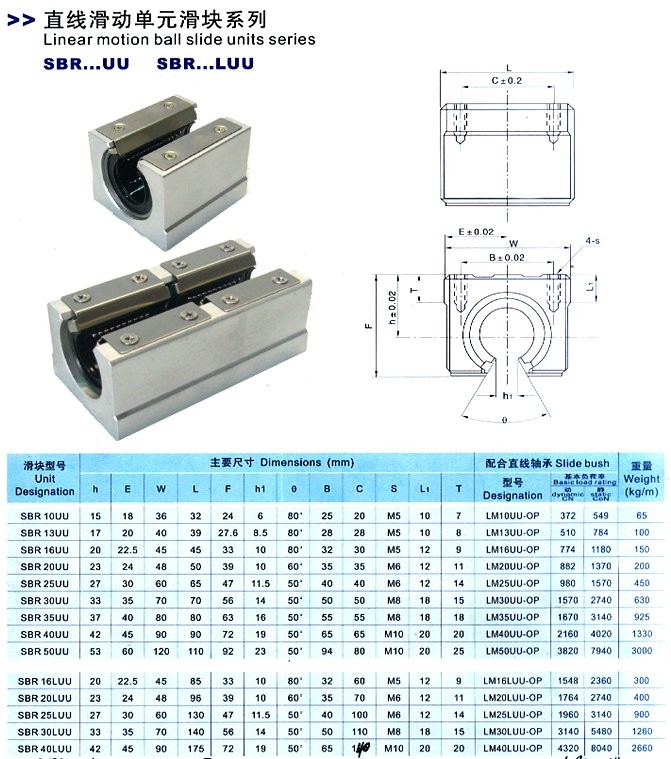 >> 直线滑动单元滑块系列
Linear motion ball slide units series
SBR...UU SBR...LUU
L
C±0.2
E±0.02
W
B±0.02
4-s
T
L1
h±0.02
F
h1
θ
滑块型号 Unit Designation 主要尺寸 Dimensions (mm) 配合直线轴承 Slide bush 重量 Weight (kg/m)
h E W L F h1 θ B C S L1 T 型号 Designation 基本负荷率 Basic load rating 动 dynamic CN 静 static CoN
SBR 10UU 15 18 36 32 24 6 80° 25 20 M5 10 7 LM10UU-OP 372 549 65
SBR 13UU 17 20 40 39 27.6 8.5 80° 28 28 M5 10 8 LM13UU-OP 510 784 100
SBR 16UU 20 22.5 45 45 33 10 80° 32 30 M5 12 9 LM16UU-OP 774 1180 150
SBR 20UU 23 24 48 50 39 10 60° 35 35 M6 12 11 LM20UU-OP 882 1370 200
SBR 25UU 27 30 60 65 47 11.5 50° 40 40 M6 12 14 LM25UU-OP 980 1570 450
SBR 30UU 33 35 70 70 56 14 50° 50 50 M8 18 15 LM30UU-OP 1570 2740 630
SBR 35UU 37 40 80 80 63 16 50° 55 55 M8 18 18 LM35UU-OP 1670 3140 925
SBR 40UU 42 45 90 90 72 19 50° 65 65 M10 20 20 LM40UU-OP 2160 4020 1330
SBR 50UU 53 60 120 110 92 23 50° 94 80 M10 20 25 LM50UU-OP 3820 7940 3000
SBR 16LUU 20 22.5 45 85 33 10 80° 32 60 M5 12 9 LM16LUU-OP 1548 2360 300
SBR 20LUU 23 24 48 96 39 10 60° 35 70 M6 12 11 LM20LUU-OP 1764 2740 400
SBR 25LUU 27 30 60 130 47 11.5 50° 40 100 M6 12 14 LM25LUU-OP 1960 3140 900
SBR 30LUU 33 35 70 140 56 14 50° 50 110 M8 18 15 LM30LUU-OP 3140 5480 1260
SBR 40LUU 42 45 90 175 72 19 50° 65 140 M10 20 20 LM40LUU-OP 4320 8040 2660